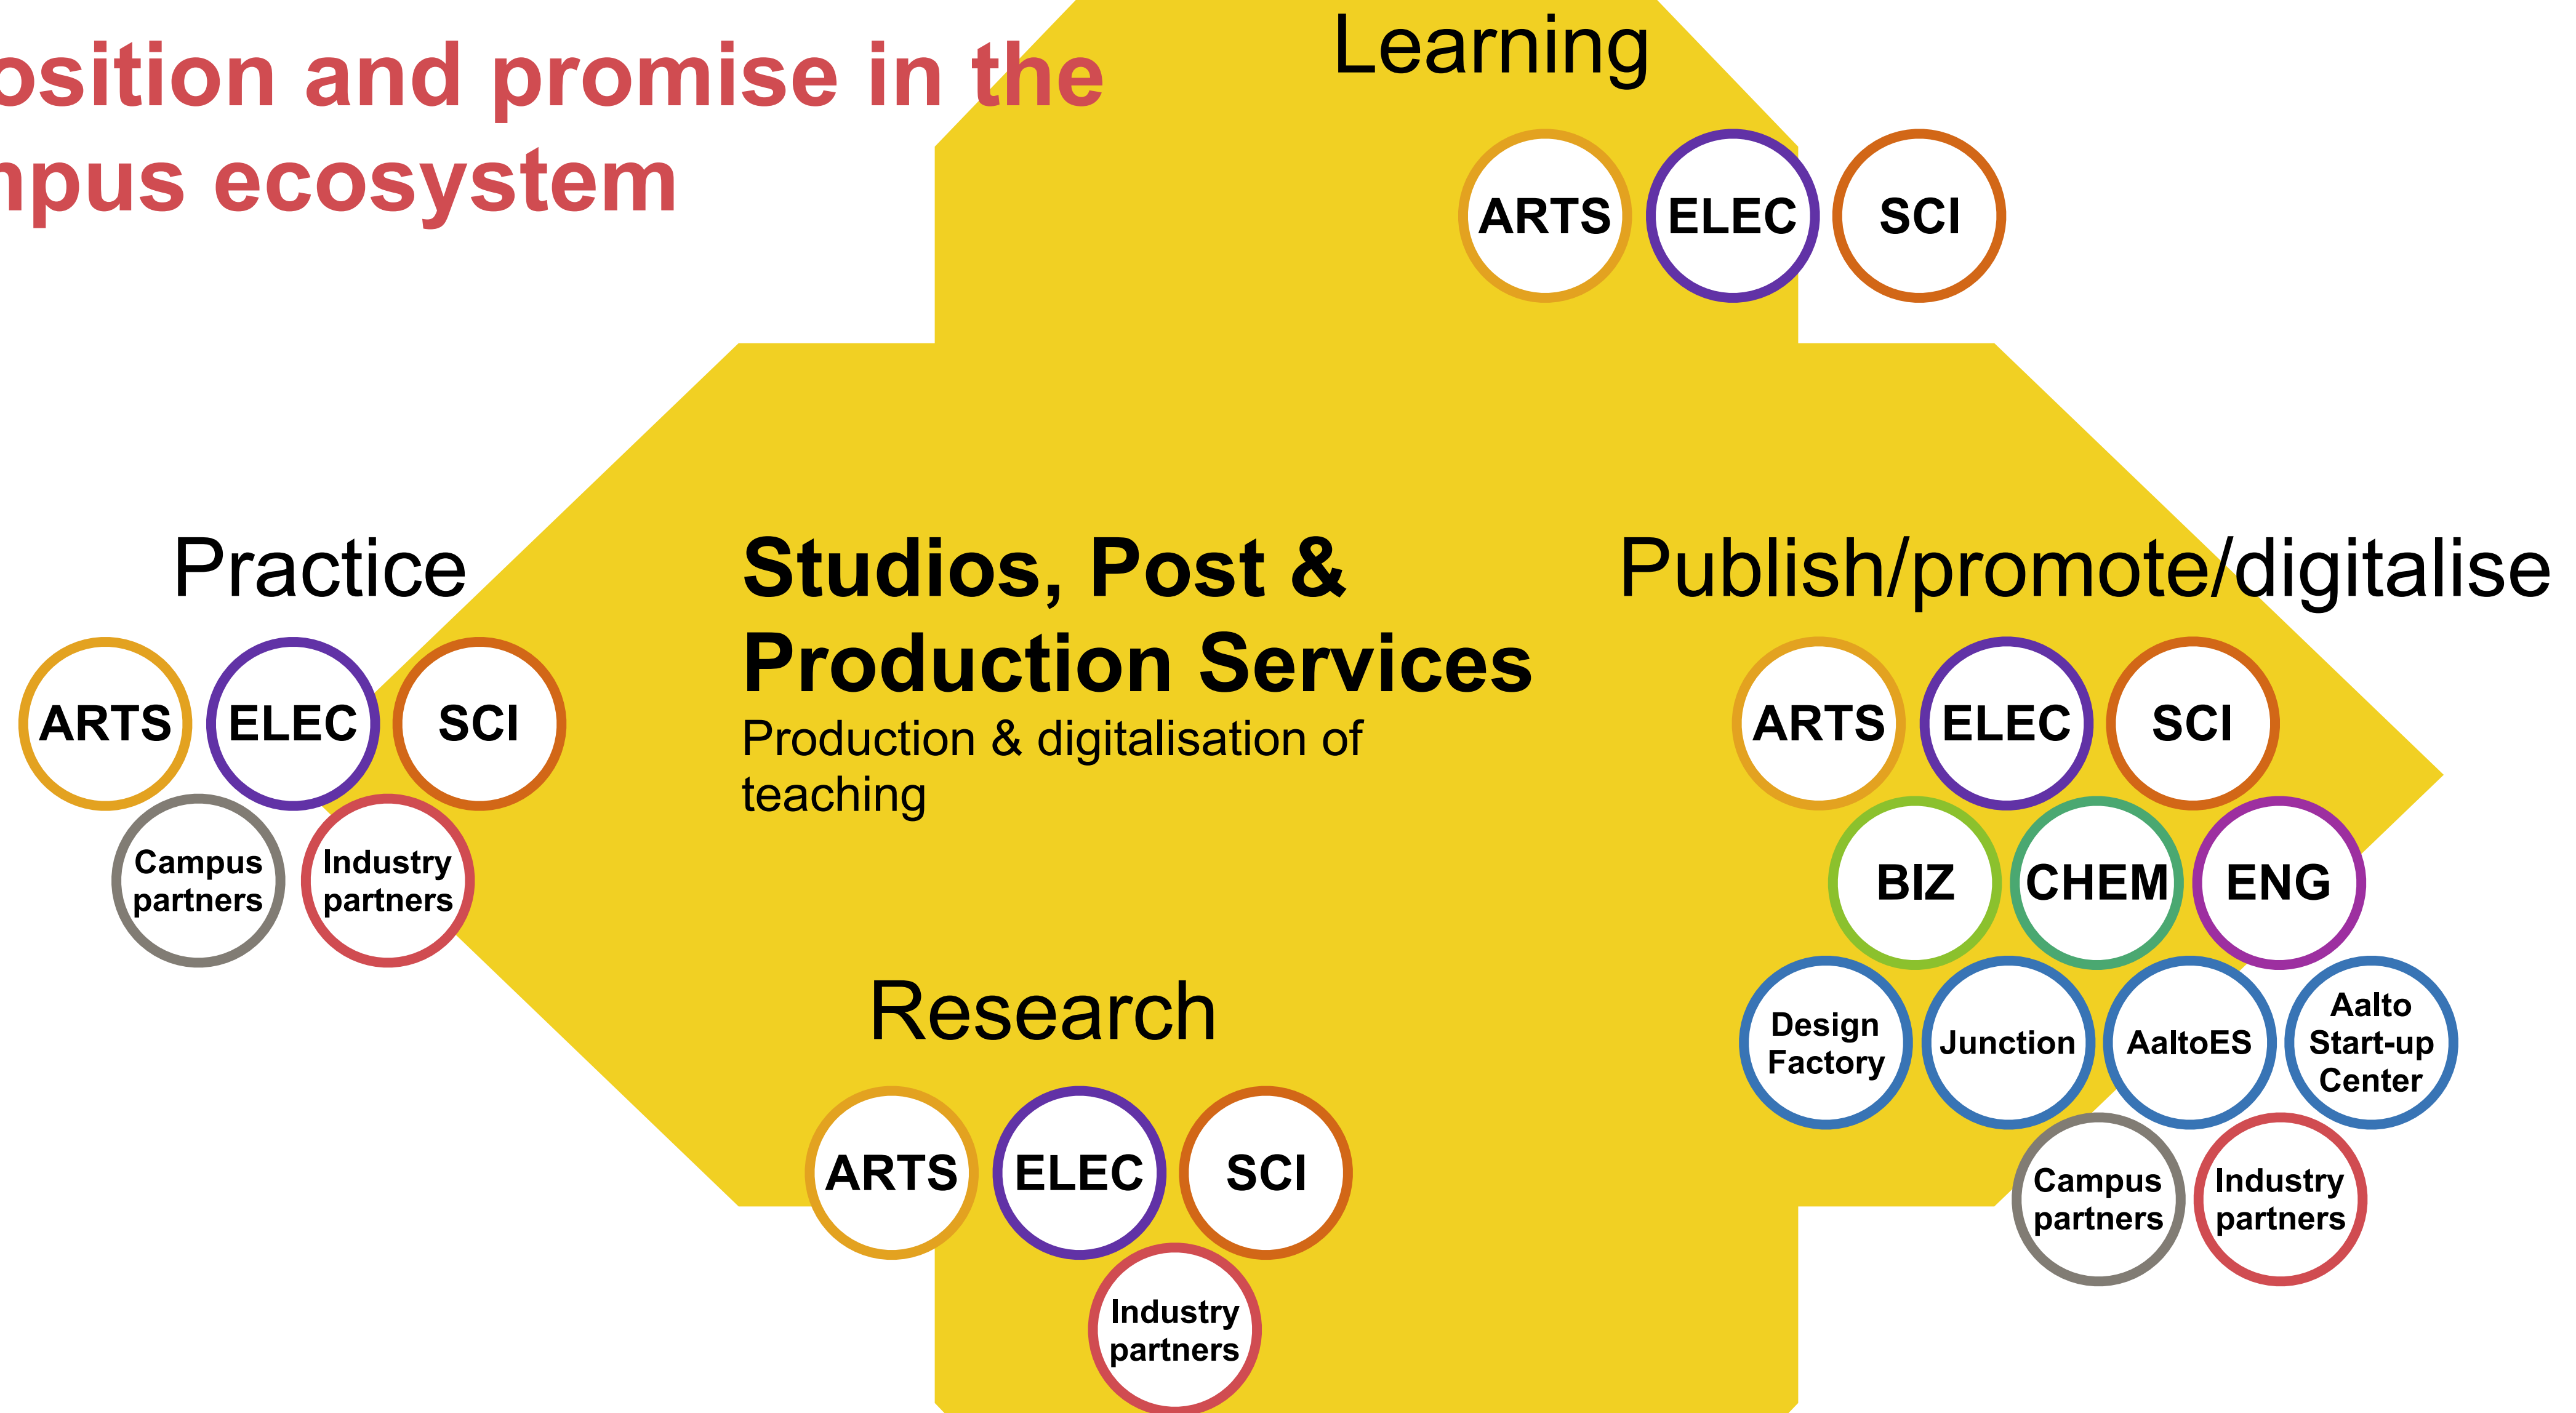 osition and promise in the
mpus ecosystem
Learning
ARTS ELEC SCI
Practice
ARTS ELEC SCI
Campus
partners
Industry
partners
Studios, Post &
Production Services
Production & digitalisation of
teaching
Publish/promote/digitalise
ARTS ELEC SCI
BIZ CHEM ENG
Design
Factory
Junction
AaltoES
Aalto
Start-up
Center
Campus
partners
Industry
partners
Research
ARTS ELEC SCI
Industry
partners